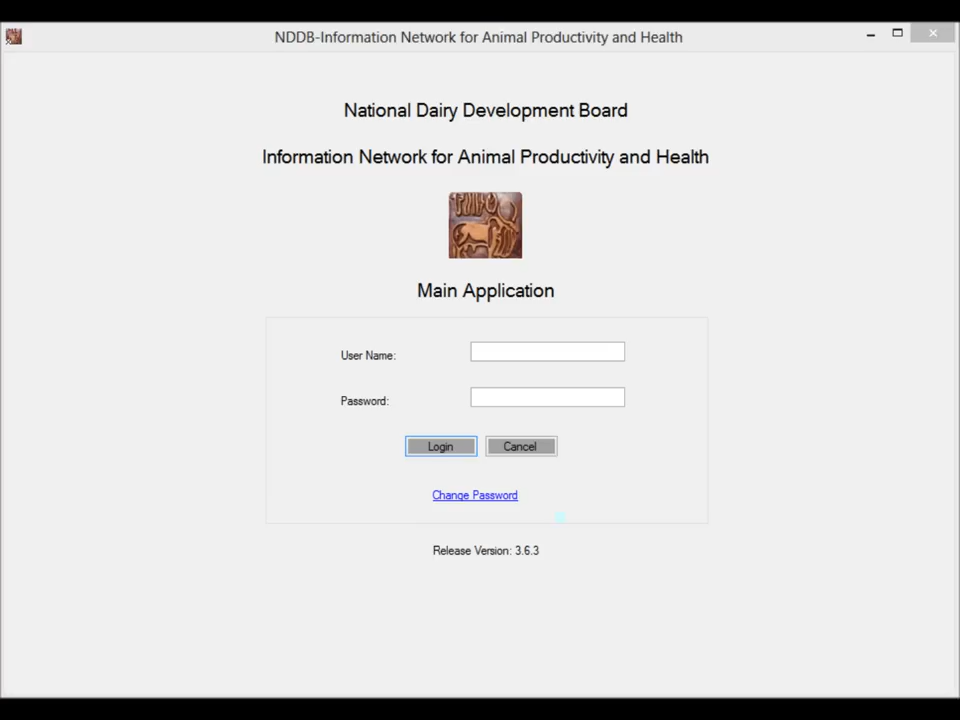 NDDB-Information Network for Animal Productivity and Health
National Dairy Development Board
Information Network for Animal Productivity and Health
Main Application
User Name:
Password:
Login Cancel
Change Password
Release Version: 3.6.3